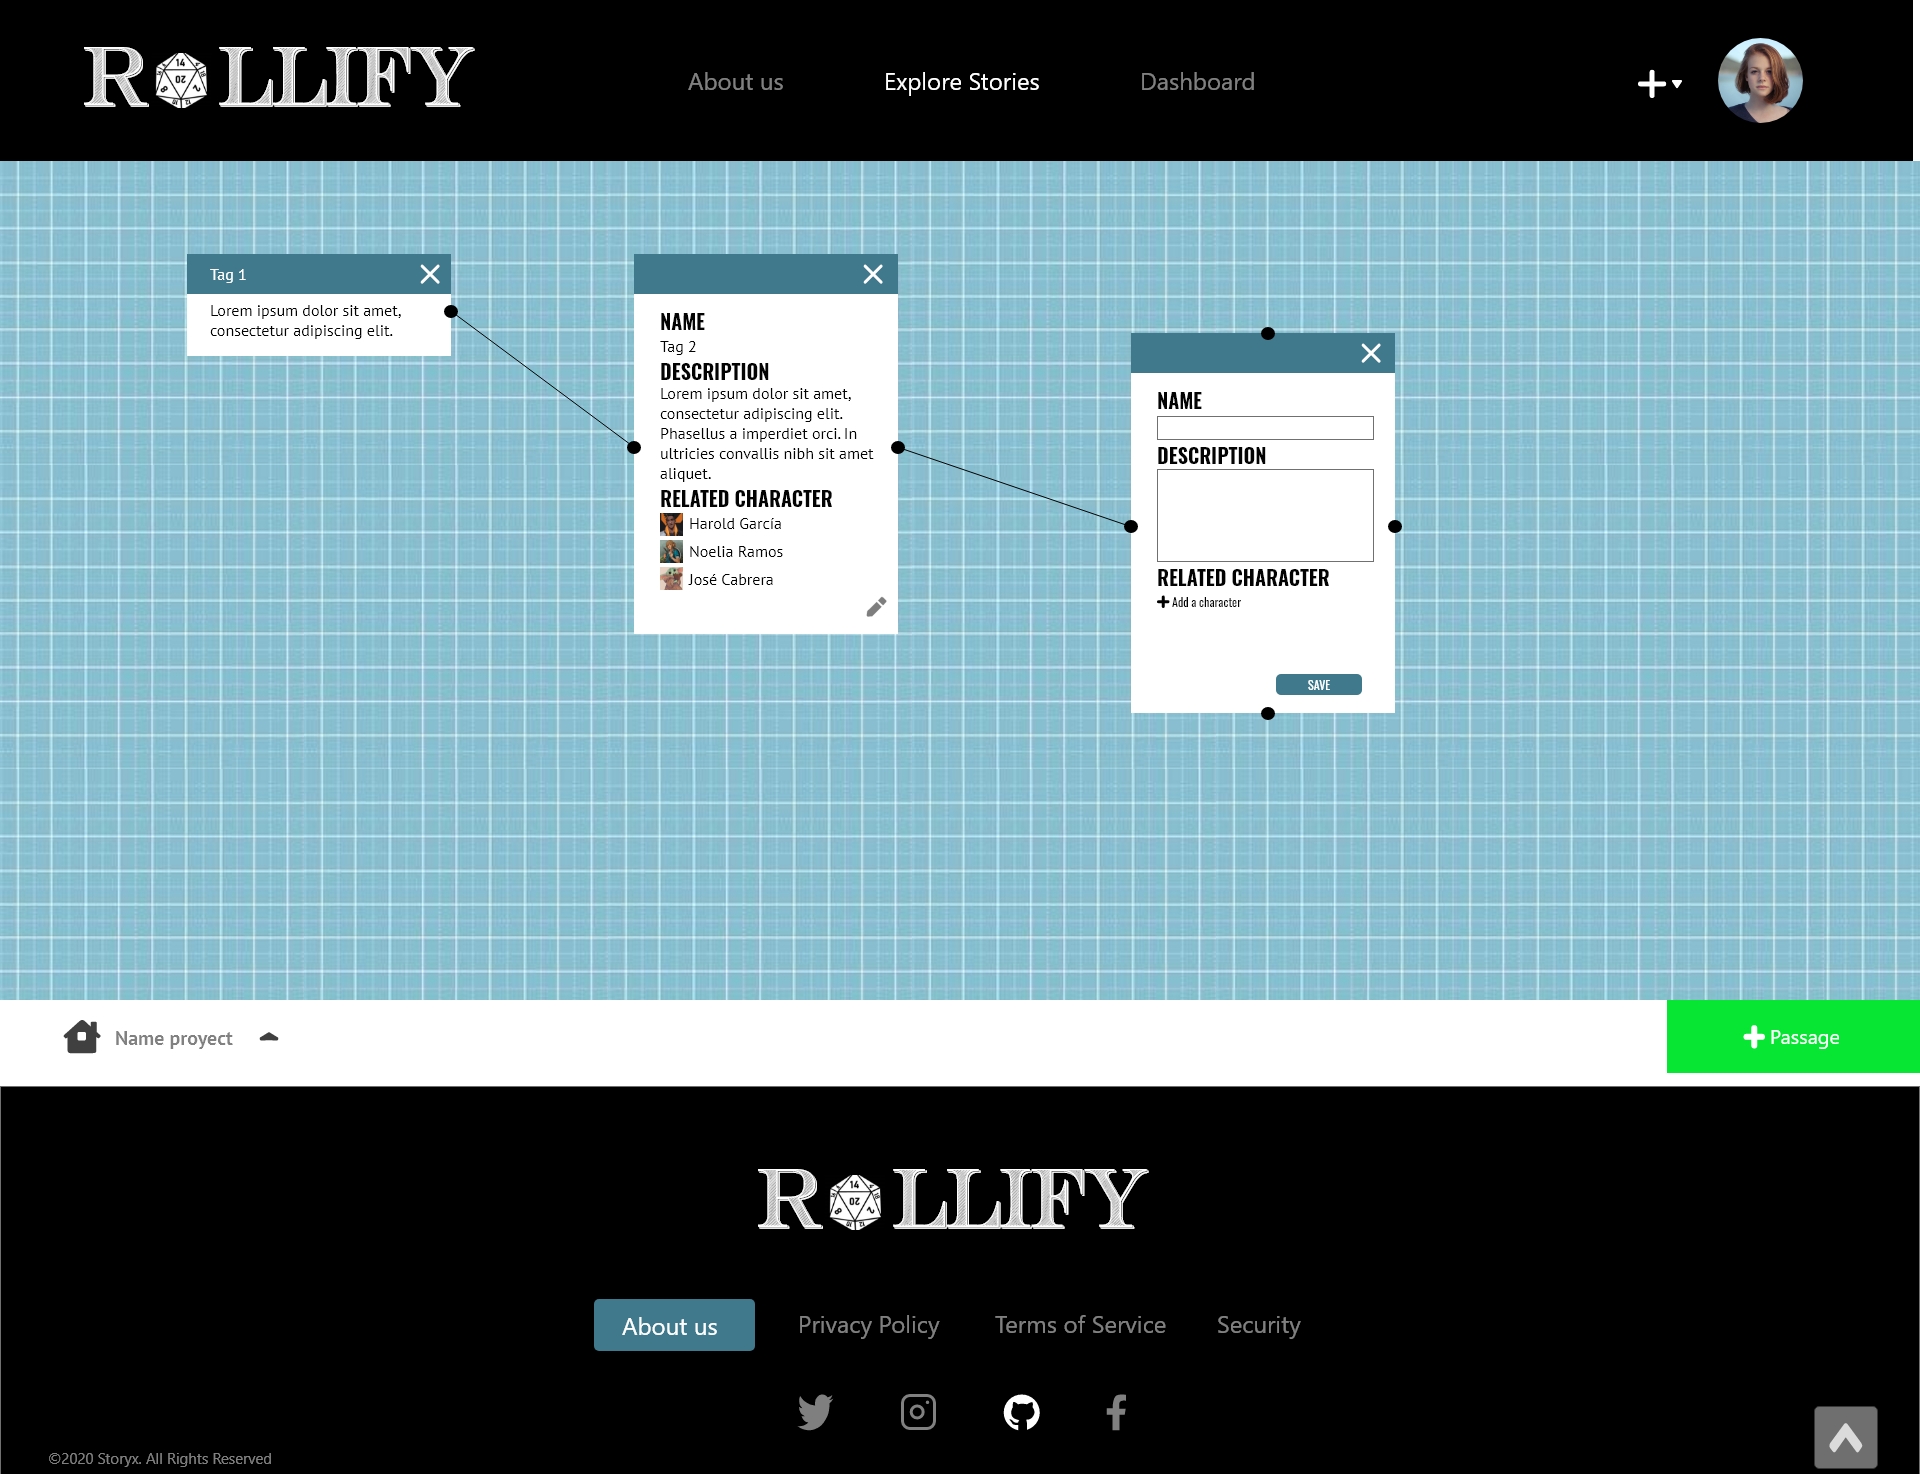 ROLLIFY
About us
Explore Stories
Dashboard
Tag 1
Lorem ipsum dolor sit amet,
consectetur adipiscing elit.
NAME
Tag 2
DESCRIPTION
Lorem ipsum dolor sit amet,
consectetur adipiscing elit.
Phasellus a imperdiet orci. In
ultricies convallis nibh sit amet
aliquet.
RELATED CHARACTER
Harold García
Noelia Ramos
José Cabrera
NAME
DESCRIPTION
RELATED CHARACTER
Add a character
SAVE
Name proyect
Passage
ROLLIFY
About us
Privacy Policy
Terms of Service
Security
©2020 Storyx. All Rights Reserved